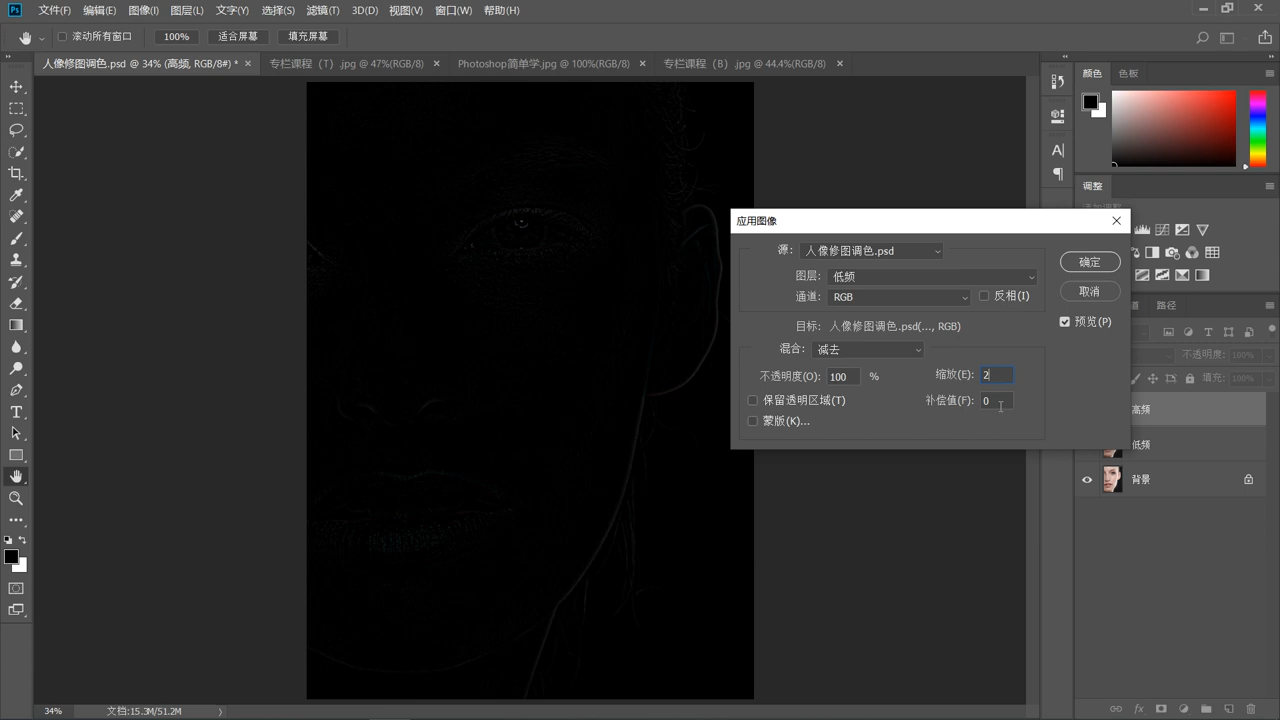 Ps 文件(F) 编辑(E) 图像(I) 图层(L) 文字(Y) 选择(S) 滤镜(T) 3D(D) 视图(V) 窗口(W) 帮助(H)
滚动所有窗口 100% 适合屏幕 填充屏幕
人像修图调色.psd @ 34% (高频, RGB/8#) * × 专栏课程（T）.jpg @ 47%(RGB/8) × Photoshop简单学.jpg @ 100%(RGB/8) × 专栏课程（B）.jpg @ 44.4%(RGB/8) ×
颜色 色板
调整
应用图像
源: 人像修图调色.psd
图层: 低频
通道: RGB 反相(I)
目标: 人像修图调色.psd(..., RGB)
混合: 减去
不透明度(O): 100 % 缩放(E): 2
保留透明区域(T) 补偿值(F): 0
蒙版(K)...
确定
取消
预览(P)
道 路径
不透明度: 100%
填充: 100%
高频
低频
背景
34% 文档:15.3M/51.2M